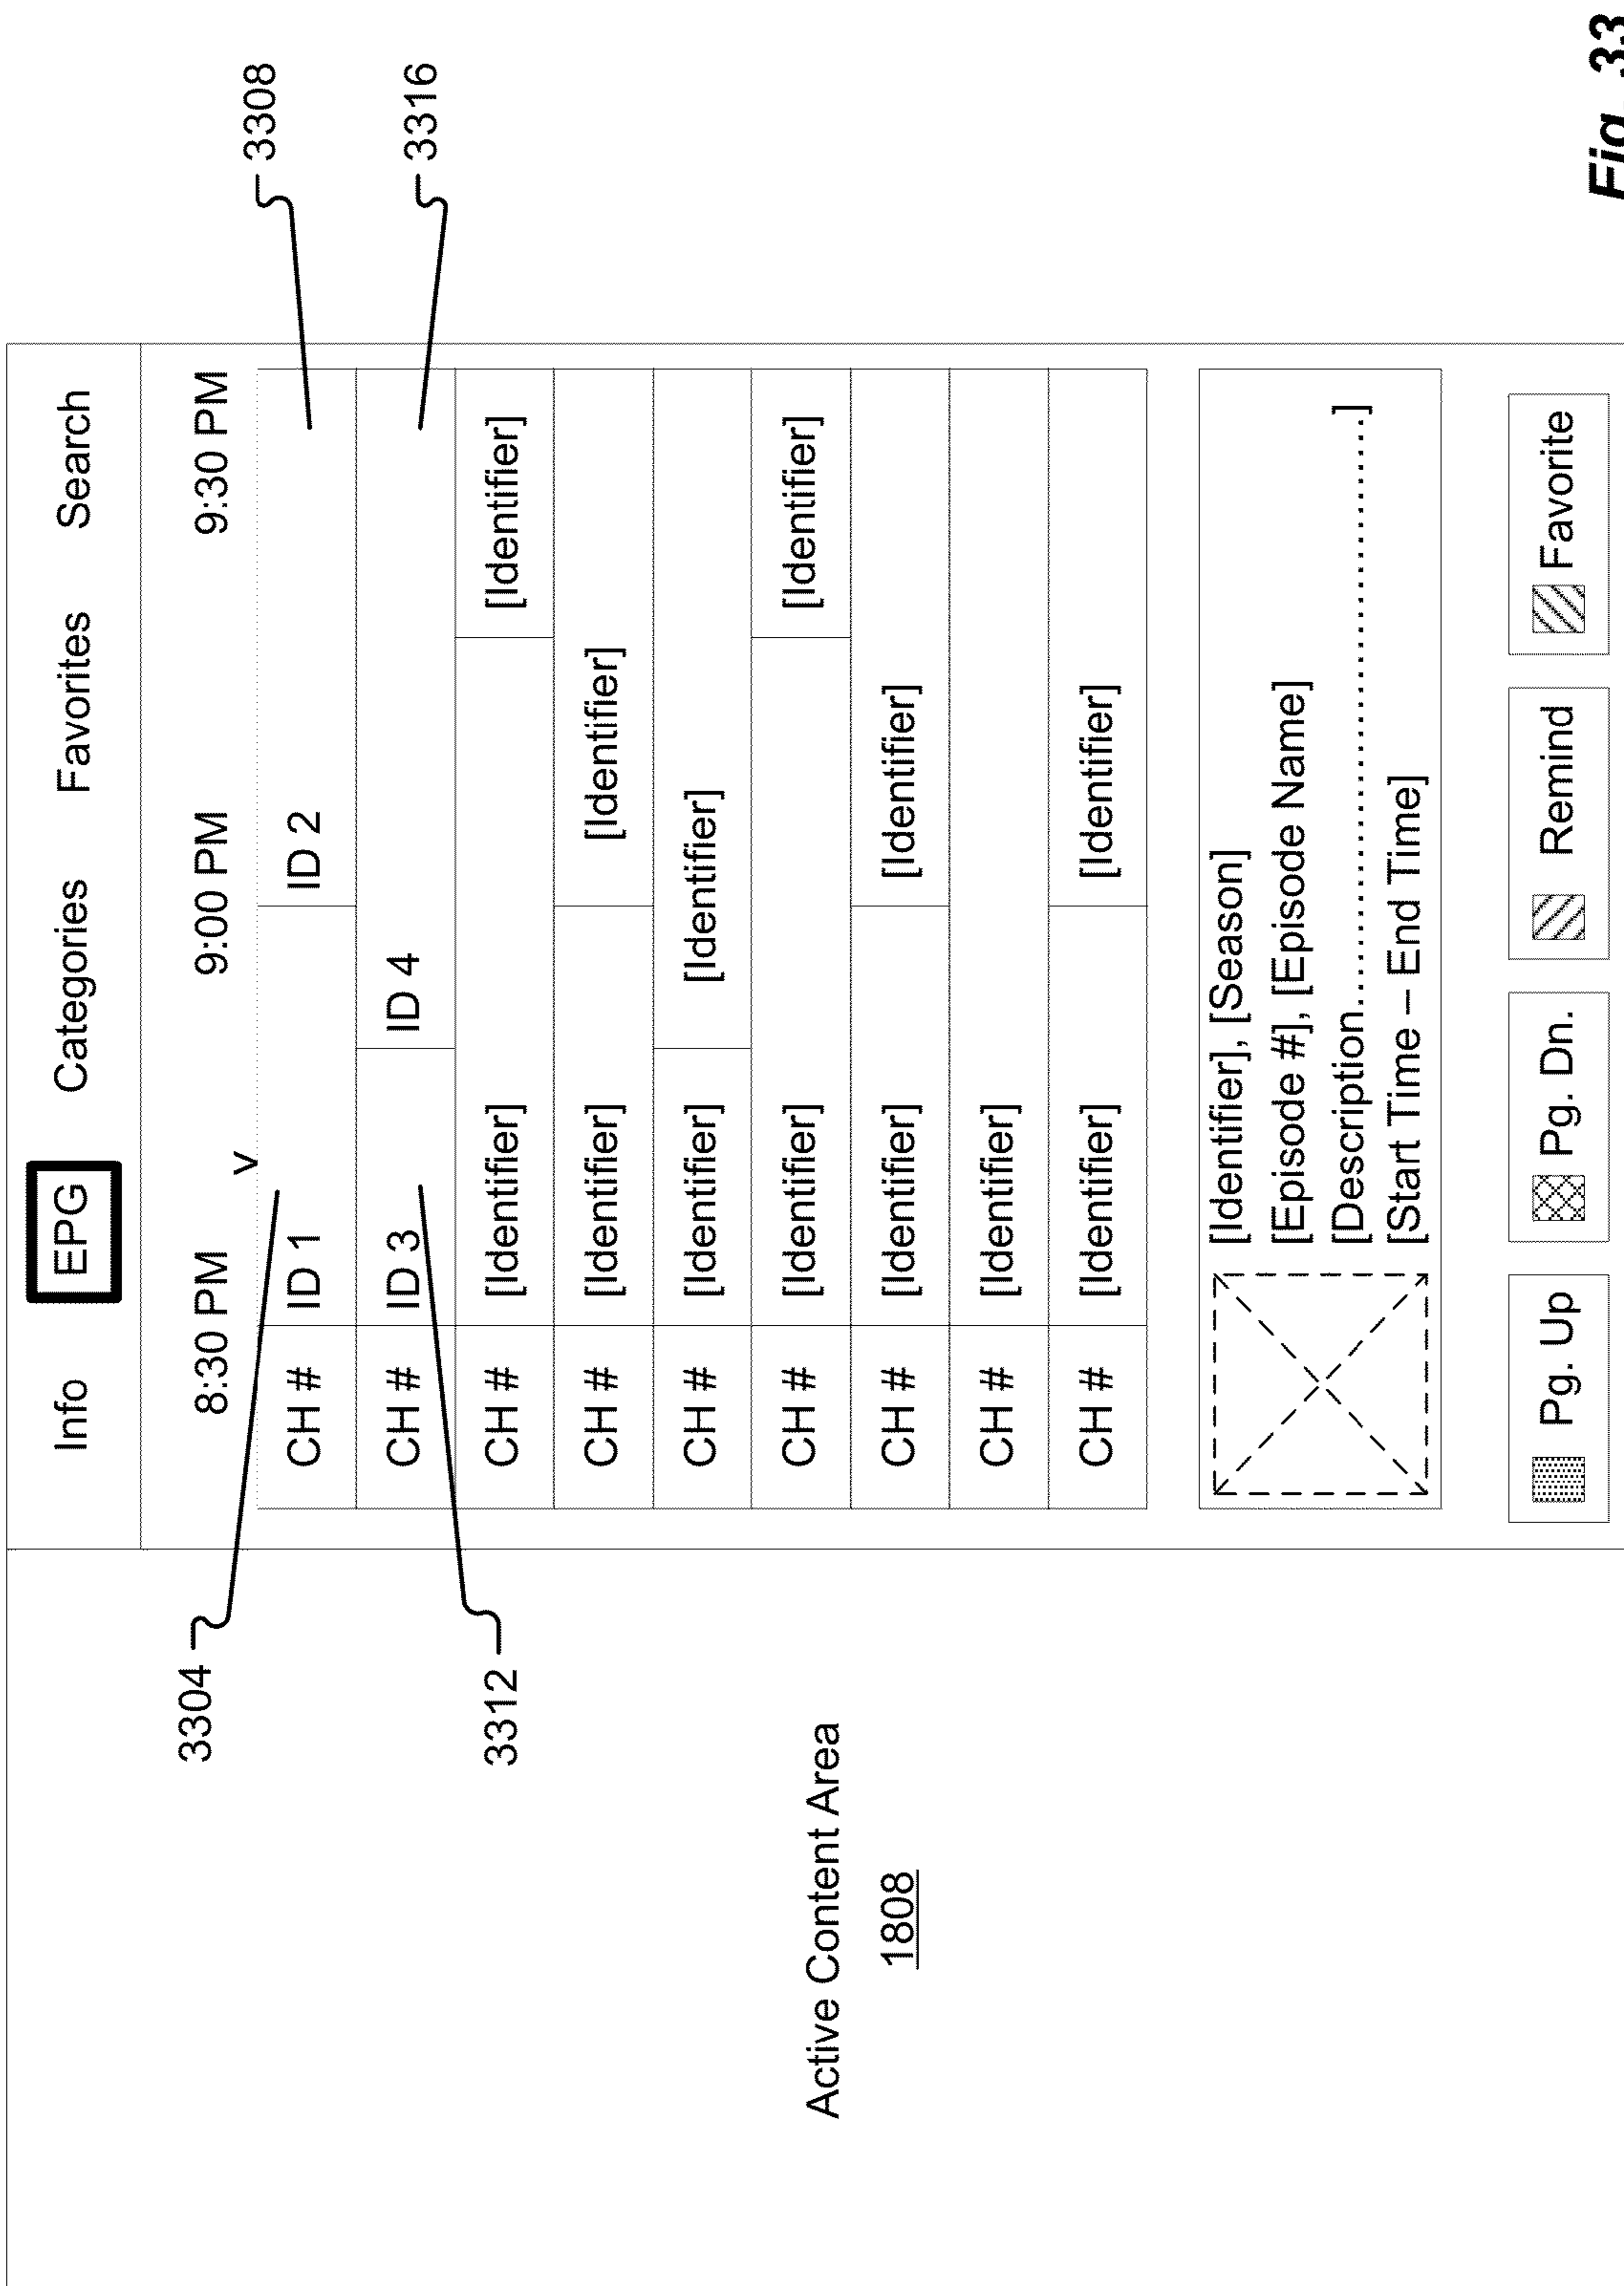 Info EPG Categories Favorites Search
8:30 PM 9:00 PM 9:30 PM
v
3304
3308
CH # ID 1 ID 2
3316
CH # ID 3 ID 4
3312
CH # [Identifier] [Identifier]
CH # [Identifier] [Identifier]
CH # [Identifier] [Identifier]
CH # [Identifier] [Identifier]
CH # [Identifier] [Identifier]
CH # [Identifier]
CH # [Identifier] [Identifier]
Active Content Area
1808
[Identifier], [Season]
[Episode #], [Episode Name]
[Description....................................................]
[Start Time – End Time]
Pg. Up Pg. Dn. Remind Favorite
Fig. 33